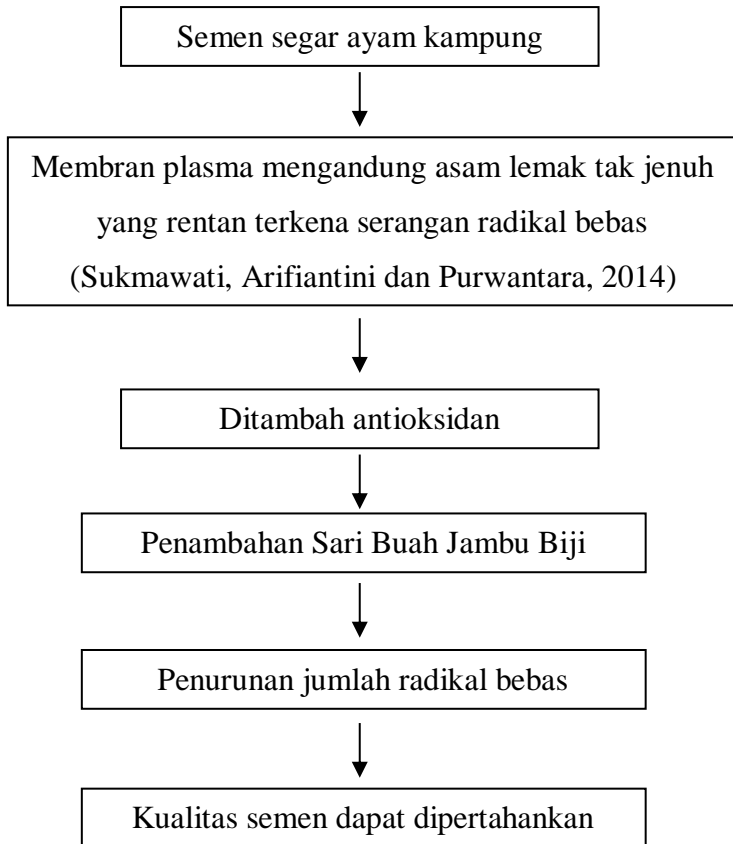 Semen segar ayam kampung
Membran plasma mengandung asam lemak tak jenuh
yang rentan terkena serangan radikal bebas
(Sukmawati, Arifiantini dan Purwantara, 2014)
Ditambah antioksidan
Penambahan Sari Buah Jambu Biji
Penurunan jumlah radikal bebas
Kualitas semen dapat dipertahankan